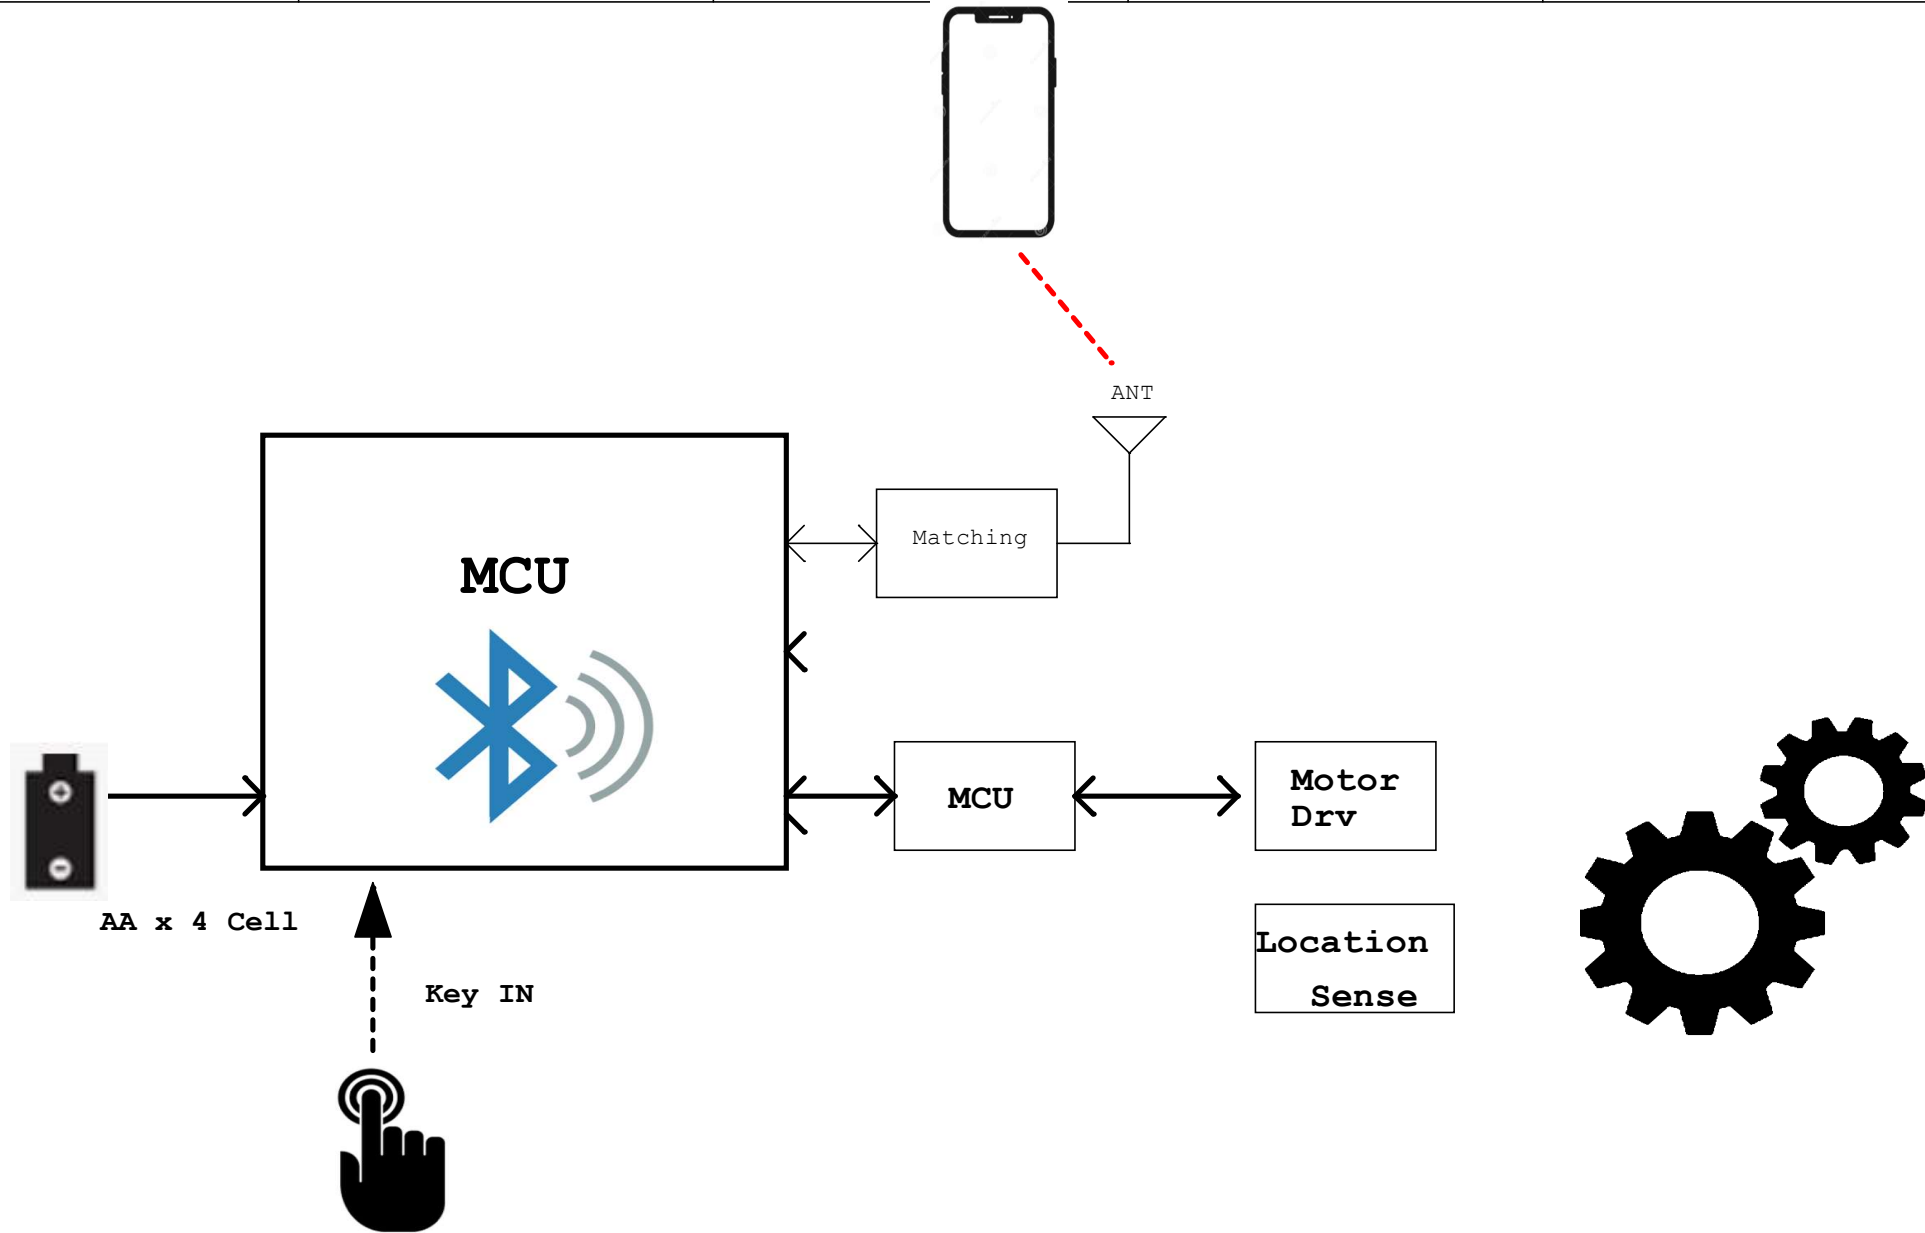 ANT
Matching
MCU
MCU
Motor
Drv
AA x 4 Cell
Location
Sense
Key IN